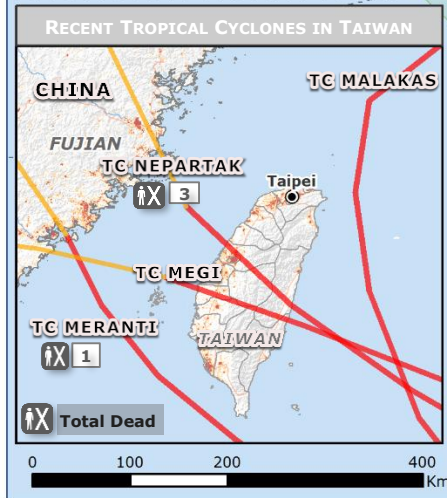 RECENT TROPICAL CYCLONES IN TAIWAN
TC MALAKAS
CHINA
FUJIAN
TC NEPARTAK
3
Taipei
TC MEGI
TC MERANTI
1
TAIWAN
Total Dead
0 100 200 400
Km